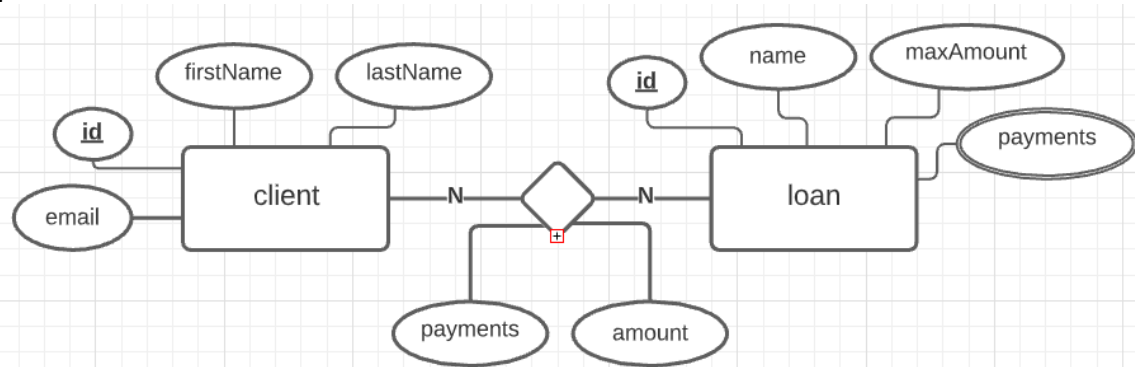 firstName
lastName
id
email
client
N
N
payments
amount
id
name
maxAmount
payments
loan